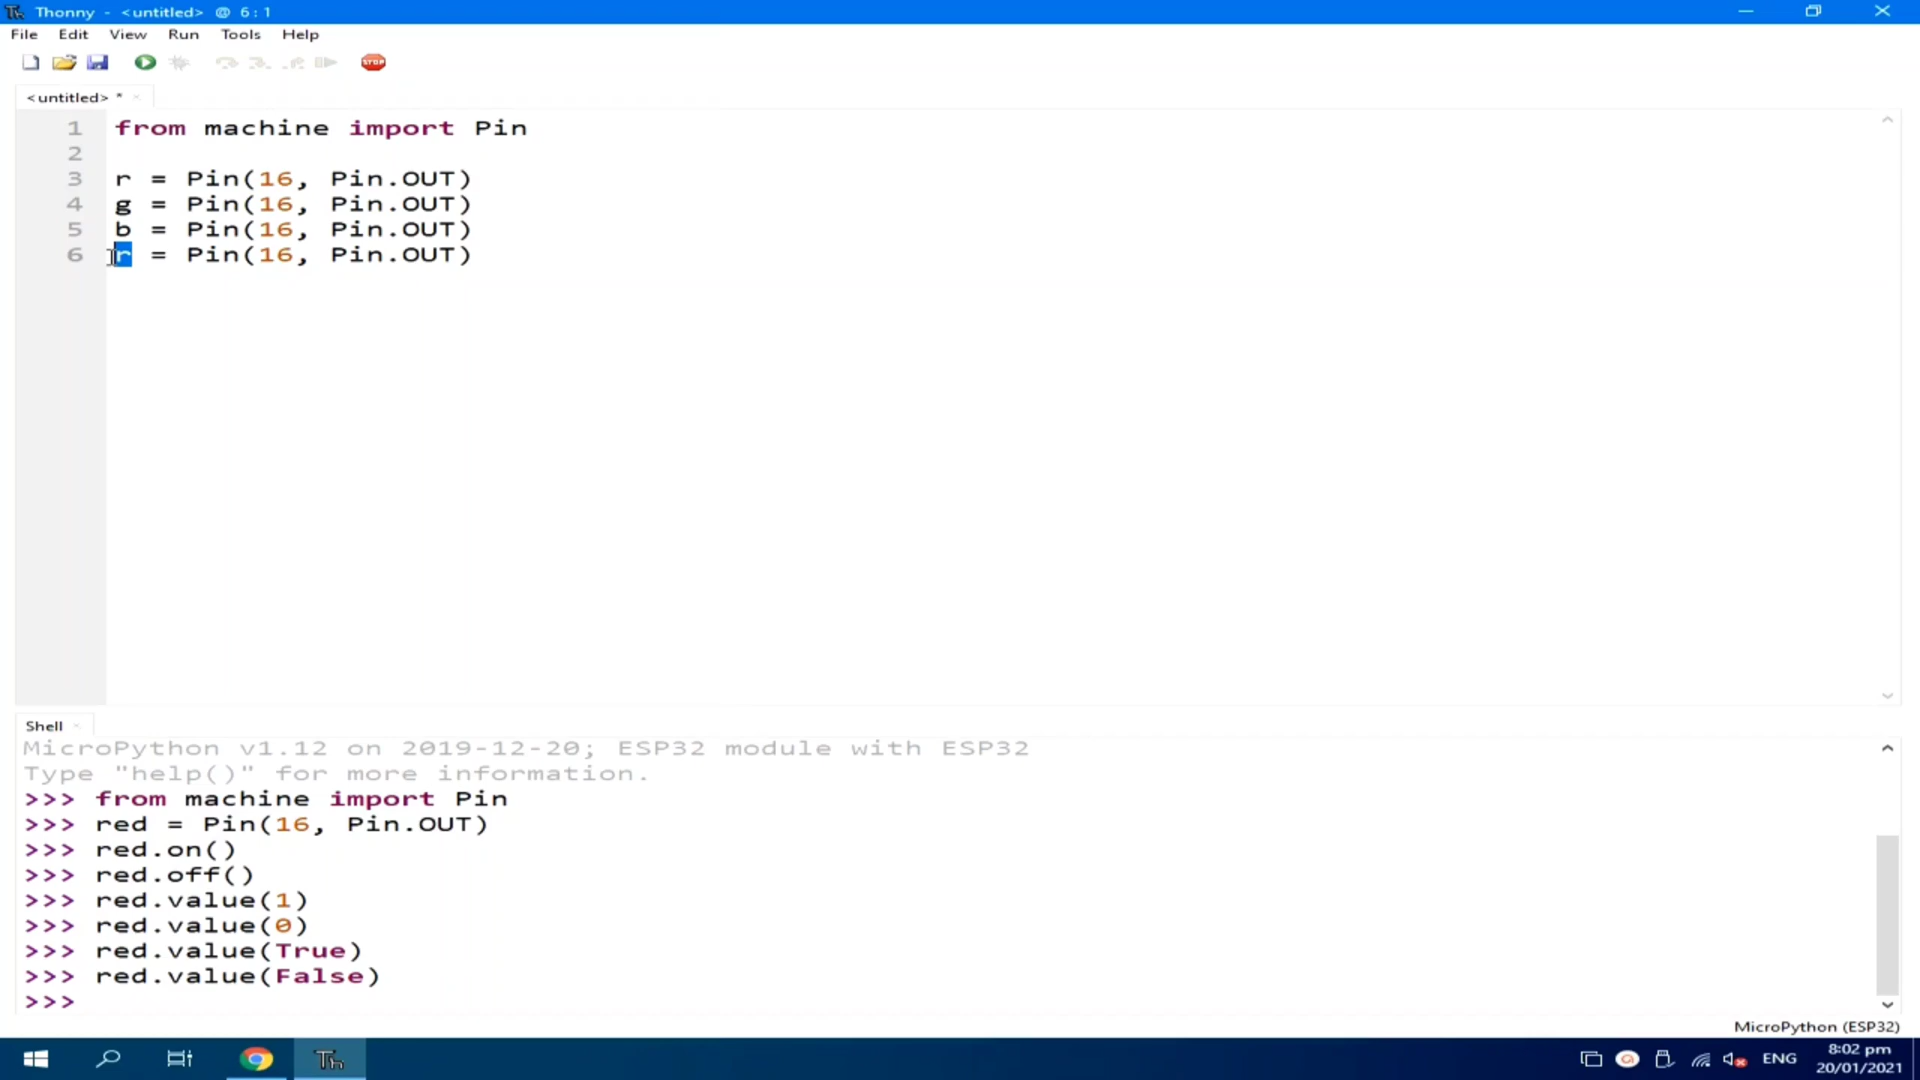 Thonny - <untitled> @ 6 : 1
File Edit View Run Tools Help
STOP
<untitled> *
1 from machine import Pin
2
3 r = Pin(16, Pin.OUT)
4 g = Pin(16, Pin.OUT)
5 b = Pin(16, Pin.OUT)
6 r = Pin(16, Pin.OUT)
Shell
MicroPython v1.12 on 2019-12-20; ESP32 module with ESP32
Type "help()" for more information.
>>> from machine import Pin
>>> red = Pin(16, Pin.OUT)
>>> red.on()
>>> red.off()
>>> red.value(1)
>>> red.value(0)
>>> red.value(True)
>>> red.value(False)
>>>
MicroPython (ESP32)
Th
ENG
8:02 pm
20/01/2021